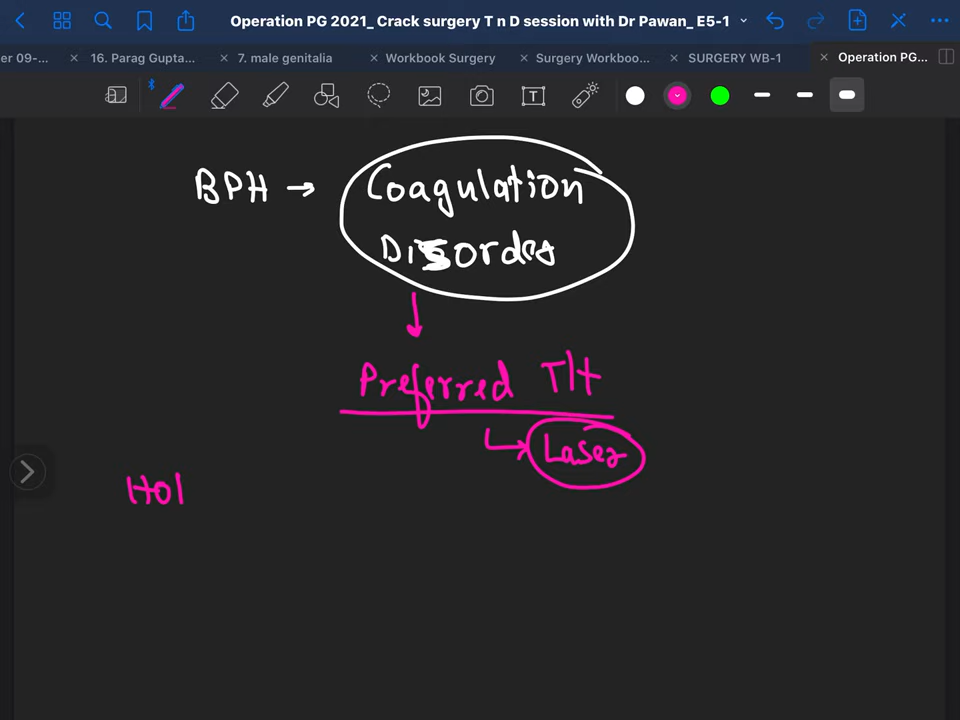 Operation PG 2021_ Crack surgery T n D session with Dr Pawan_ E5-1
er 09-...
16. Parag Gupta...
7. male genitalia
Workbook Surgery
Surgery Workboo...
SURGERY WB-1
Operation PG...
BPH → Coagulation
Disorders
Preferred T/t
Laser
Hol